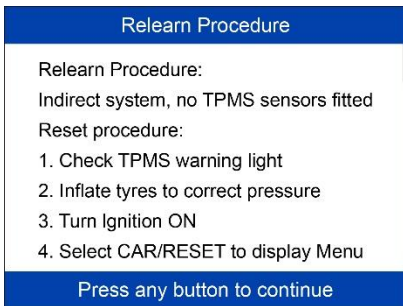 Relearn Procedure
Relearn Procedure:
Indirect system, no TPMS sensors fitted
Reset procedure:
1. Check TPMS warning light
2. Inflate tyres to correct pressure
3. Turn Ignition ON
4. Select CAR/RESET to display Menu
Press any button to continue